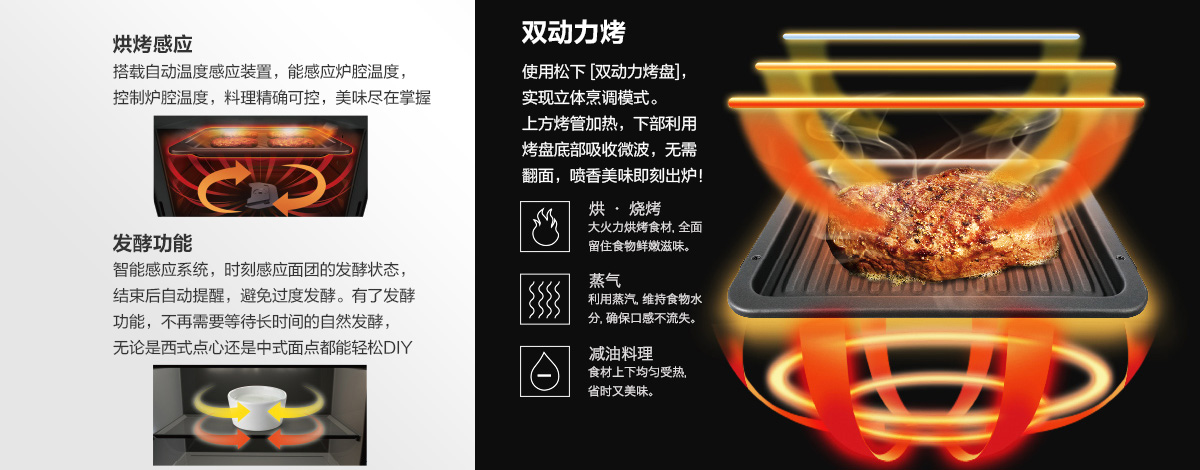 烘烤感应
搭载自动温度感应装置，能感应炉腔温度，
控制炉腔温度，料理精确可控，美味尽在掌握
发酵功能
智能感应系统，时刻感应面团的发酵状态，
结束后自动提醒，避免过度发酵。有了发酵
功能，不再需要等待长时间的自然发酵，
无论是西式点心还是中式面点都能轻松DIY
双动力烤
使用松下 [双动力烤盘]，
实现立体烹调模式。
上方烤管加热，下部利用
烤盘底部吸收微波，无需
翻面，喷香美味即刻出炉！
烘 · 烧烤
大火力烘烤食材, 全面
留住食物鲜嫩滋味。
蒸气
利用蒸汽, 维持食物水
分, 确保口感不流失。
减油料理
食材上下均匀受热,
省时又美味。